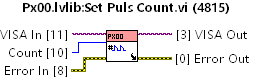 Px00.lvlib:Set Puls Count.vi (4815)
VISA In [11] PX00 [3] VISA Out
Count [10] #
Error In [8] [0] Error Out